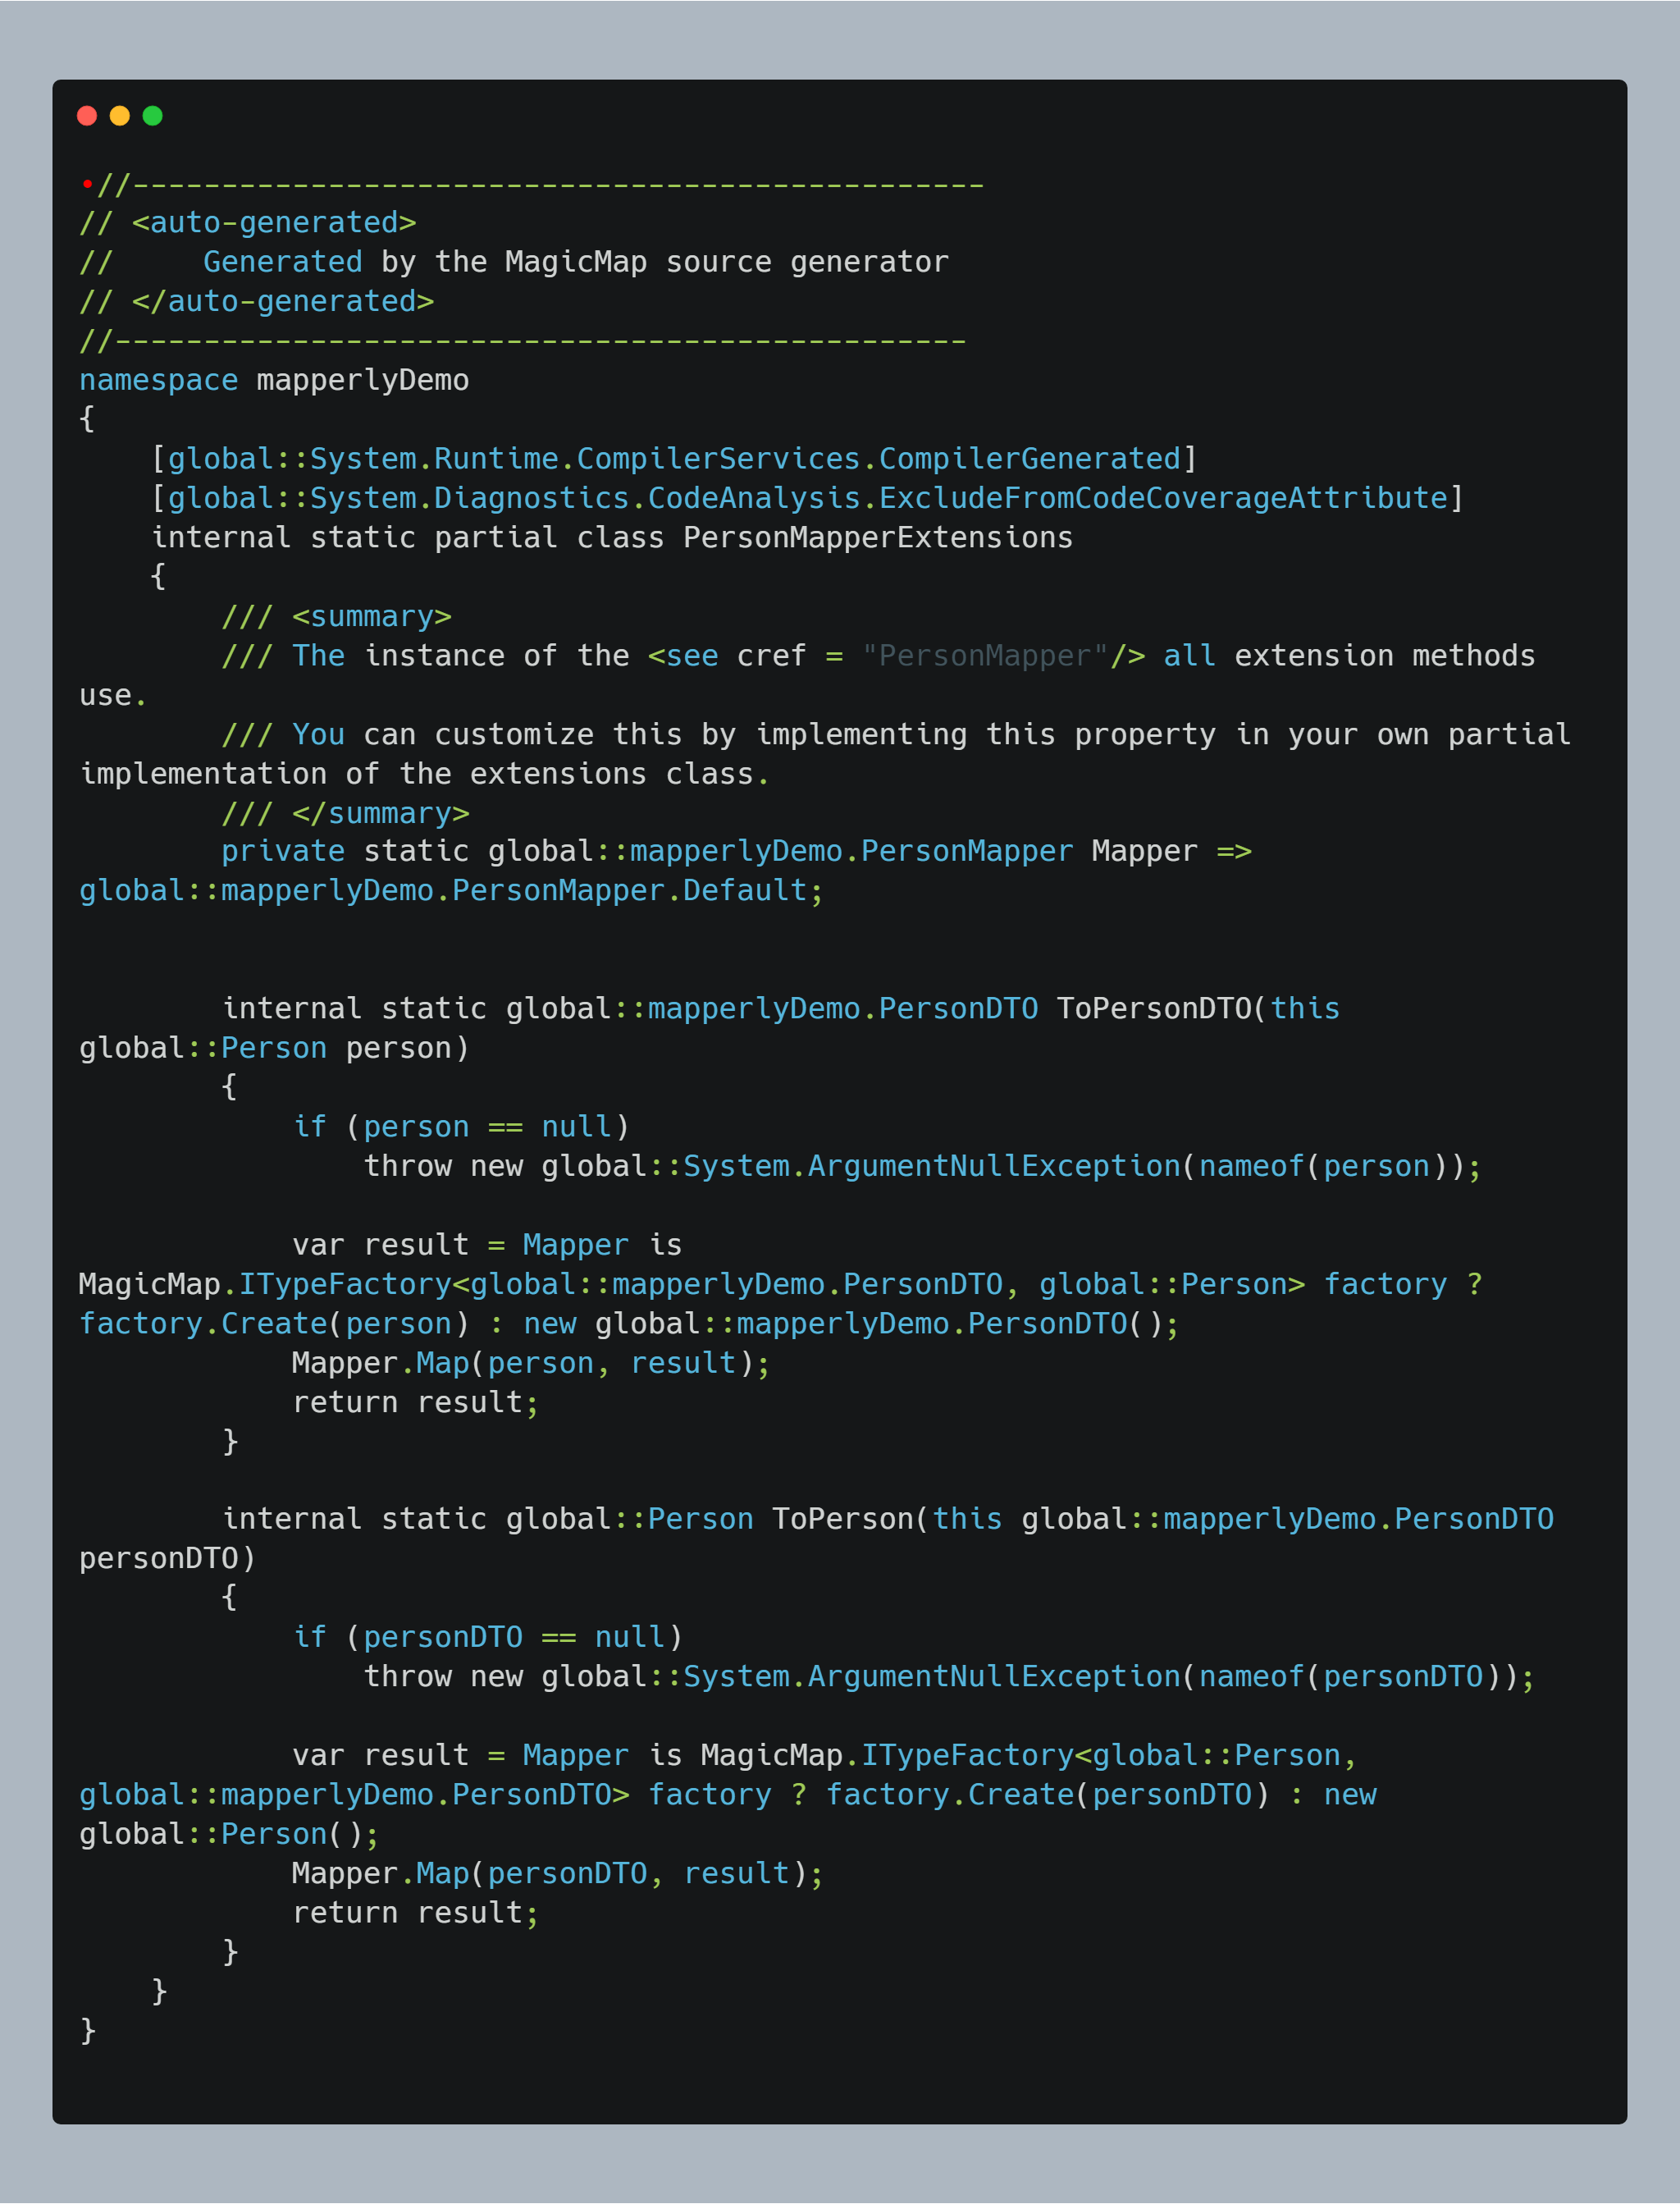 •//------------------------------------------------
// <auto-generated>
//     Generated by the MagicMap source generator
// </auto-generated>
//------------------------------------------------
namespace mapperlyDemo
{
    [global::System.Runtime.CompilerServices.CompilerGenerated]
    [global::System.Diagnostics.CodeAnalysis.ExcludeFromCodeCoverageAttribute]
    internal static partial class PersonMapperExtensions
    {
        /// <summary>
        /// The instance of the <see cref = "PersonMapper"/> all extension methods
use.
        /// You can customize this by implementing this property in your own partial
implementation of the extensions class.
        /// </summary>
        private static global::mapperlyDemo.PersonMapper Mapper =>
global::mapperlyDemo.PersonMapper.Default;
        internal static global::mapperlyDemo.PersonDTO ToPersonDTO(this
global::Person person)
        {
            if (person == null)
                throw new global::System.ArgumentNullException(nameof(person));
            var result = Mapper is
MagicMap.ITypeFactory<global::mapperlyDemo.PersonDTO, global::Person> factory ?
factory.Create(person) : new global::mapperlyDemo.PersonDTO();
            Mapper.Map(person, result);
            return result;
        }
        internal static global::Person ToPerson(this global::mapperlyDemo.PersonDTO
personDTO)
        {
            if (personDTO == null)
                throw new global::System.ArgumentNullException(nameof(personDTO));
            var result = Mapper is MagicMap.ITypeFactory<global::Person,
global::mapperlyDemo.PersonDTO> factory ? factory.Create(personDTO) : new
global::Person();
            Mapper.Map(personDTO, result);
            return result;
        }
    }
}